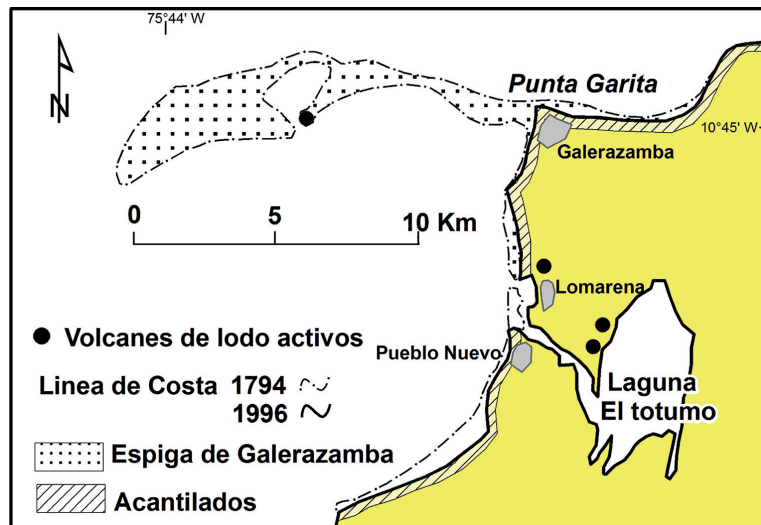 75°44' W
N
Punta Garita
10°45' W
Galerazamba
0 5 10 Km
Lomarena
Volcanes de lodo activos
Pueblo Nuevo
Linea de Costa 1794
1996
Laguna
El totumo
Espiga de Galerazamba
Acantilados